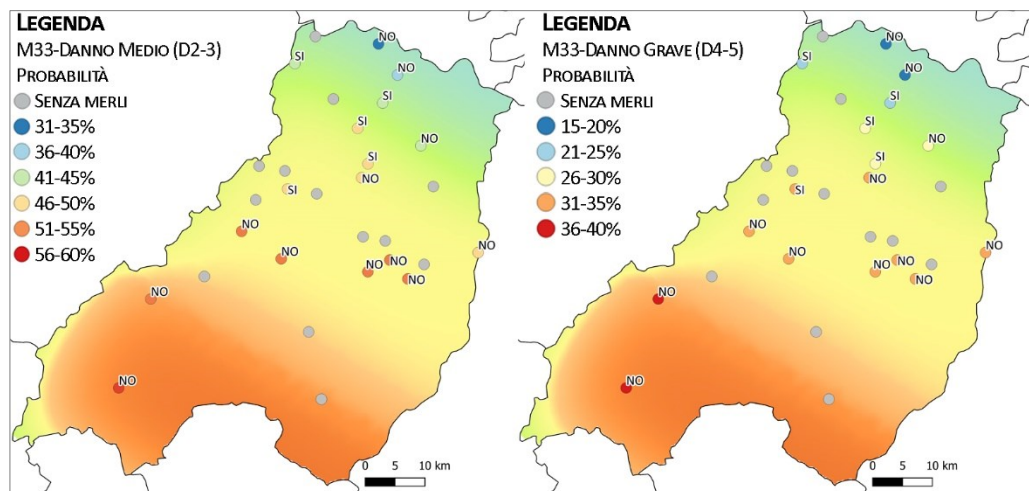 LEGENDA
M33-DANNO MEDIO (D2-3)
PROBABILITÀ
SENZA MERLI
31-35%
36-40%
41-45%
46-50%
51-55%
56-60%
NO
SI
NO
SI
SI
NO
SI
NO
SI
NO
NO
NO
NO
NO
NO
NO
NO
0 5 10 km
LEGENDA
M33-DANNO GRAVE (D4-5)
PROBABILITÀ
SENZA MERLI
15-20%
21-25%
26-30%
31-35%
36-40%
NO
SI
NO
SI
SI
NO
SI
NO
SI
NO
NO
NO
NO
NO
NO
NO
NO
0 5 10 km